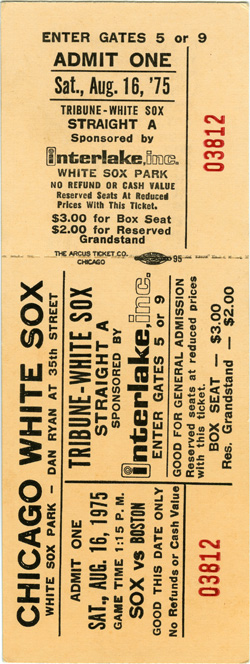 ENTER GATES 5 or 9
ADMIT ONE
Sat., Aug. 16, '75
TRIBUNE-WHITE SOX
STRAIGHT A
Sponsored by
interlake, inc.
WHITE SOX PARK
NO REFUND OR CASH VALUE
Reserved Seats At Reduced
Prices With This Ticket.
$3.00 for Box Seat
$2.00 for Reserved
Grandstand
03812
THE ARCUS TICKET CO.
CHICAGO
95
CHICAGO WHITE SOX
WHITE SOX PARK - DAN RYAN AT 35th STREET
TRIBUNE-WHITE SOX
STRAIGHT A
SPONSORED BY
interlake, inc.
ENTER GATES 5 or 9
GOOD FOR GENERAL ADMISSION
Reserved seats at reduced prices
with this ticket.
BOX SEAT — $3.00
Res. Grandstand — $2.00
ADMIT ONE
SAT., AUG. 16, 1975
GAME TIME 1:15 P.M.
SOX vs BOSTON
GOOD THIS DATE ONLY
No Refunds or Cash Value
03812